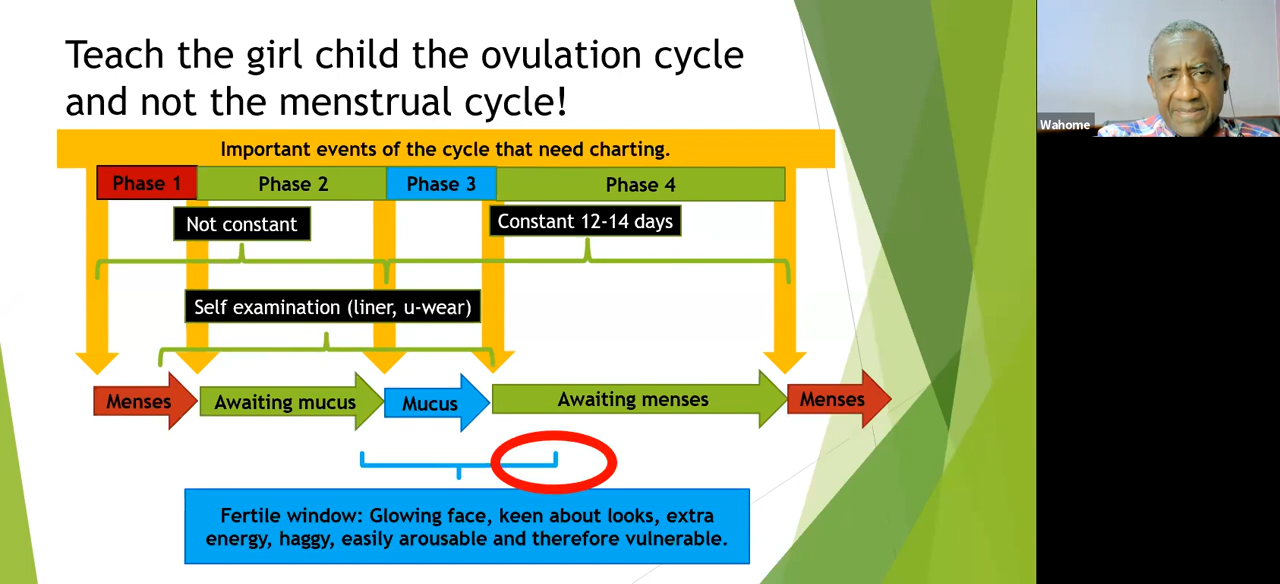 Teach the girl child the ovulation cycle
and not the menstrual cycle!
Important events of the cycle that need charting.
Phase 1
Phase 2
Phase 3
Phase 4
Not constant
Constant 12-14 days
Self examination (liner, u-wear)
Menses
Awaiting mucus
Mucus
Awaiting menses
Menses
Fertile window: Glowing face, keen about looks, extra
energy, haggy, easily arousable and therefore vulnerable.
Wahome